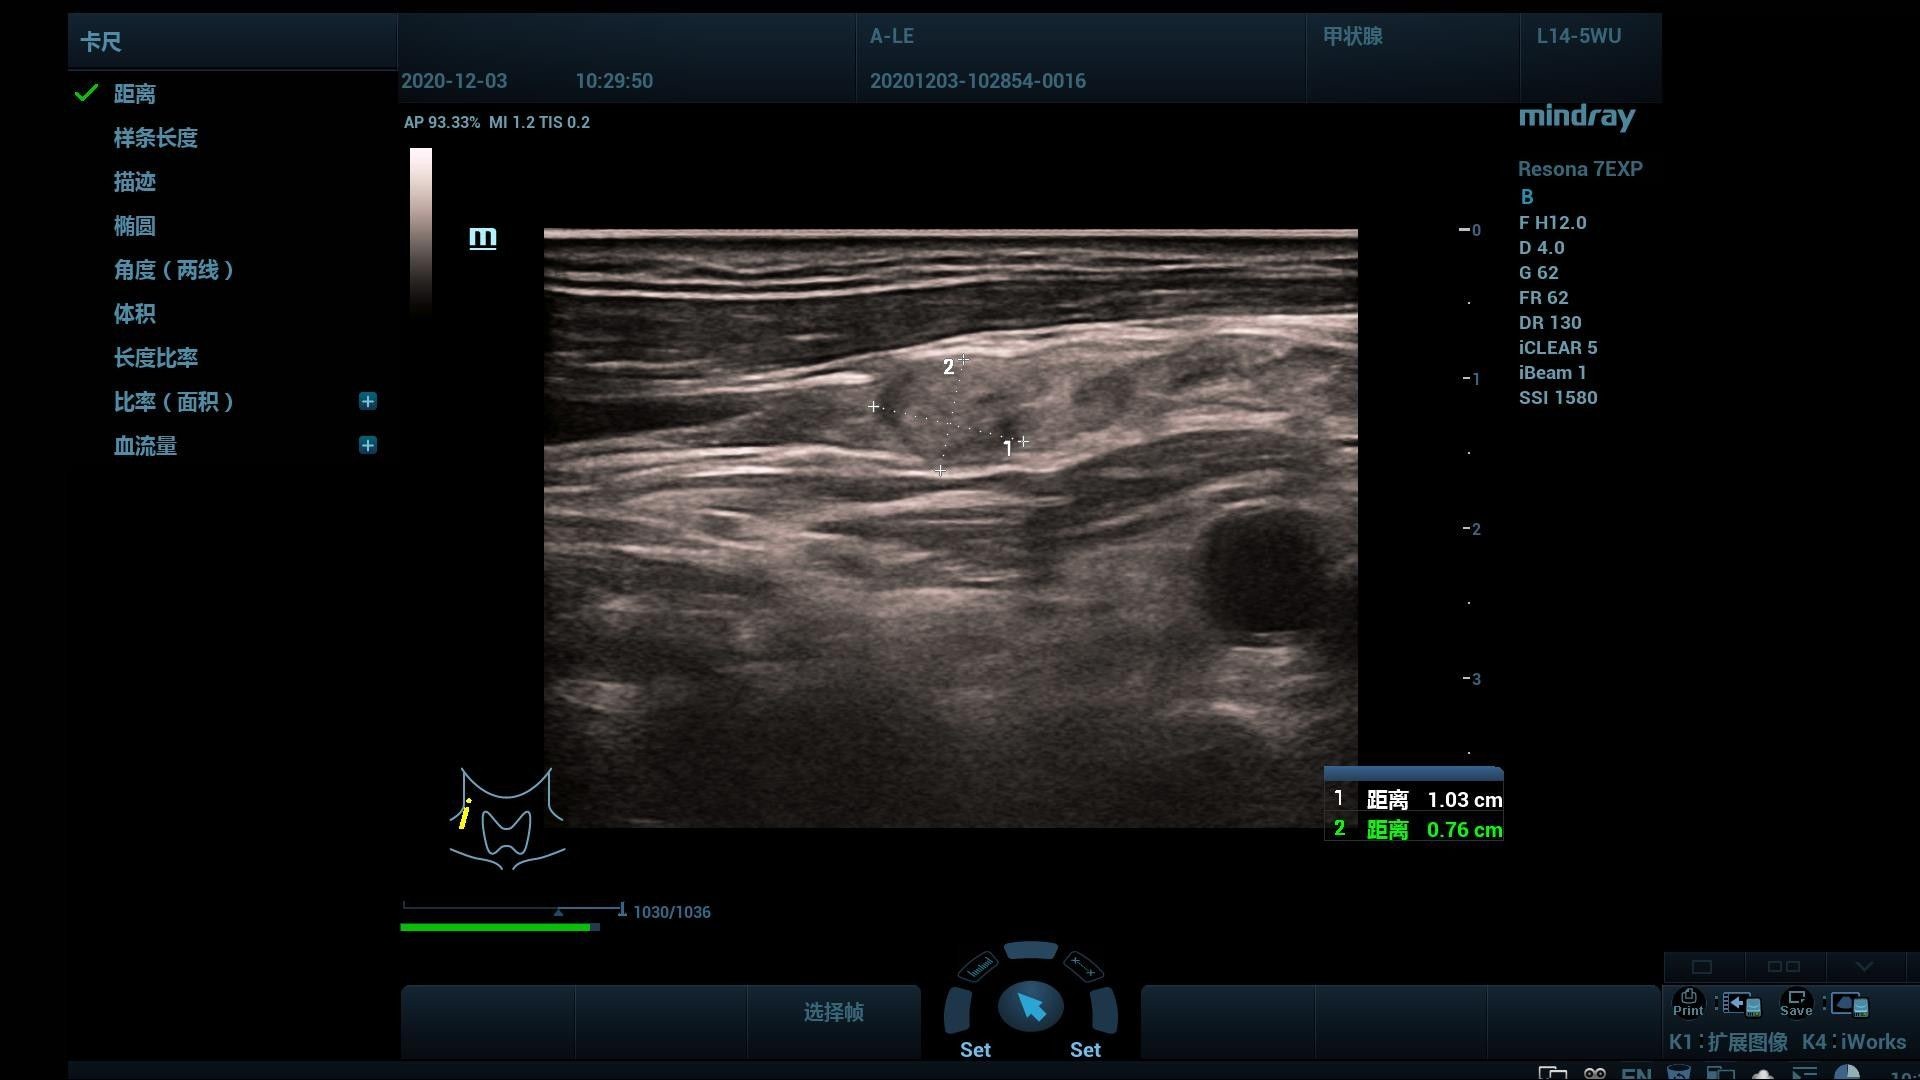 卡尺
距离
样条长度
描迹
椭圆
角度（两线）
体积
长度比率
比率（面积）
血流量
2020-12-03 10:29:50
A-LE
20201203-102854-0016
甲状腺
L14-5WU
AP 93.33% MI 1.2 TIS 0.2
m
mindray
Resona 7EXP
B
F H12.0
D 4.0
G 62
FR 62
DR 130
iCLEAR 5
iBeam 1
SSI 1580
0
1
2
3
2
1
1 距离 1.03 cm
2 距离 0.76 cm
1030/1036
选择帧
Set
Set
Print
Save
K1：扩展图像 K4：iWorks
EN